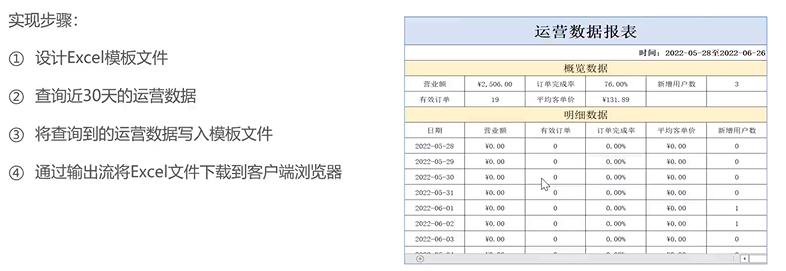 实现步骤：
① 设计Excel模板文件
② 查询近30天的运营数据
③ 将查询到的运营数据写入模板文件
④ 通过输出流将Excel文件下载到客户端浏览器
运营数据报表
时间：2022-05-28至2022-06-26
概览数据
营业额 ¥2,506.00 订单完成率 76.00% 新增用户数 3
有效订单 19 平均客单价 ¥131.89
明细数据
日期 营业额 有效订单 订单完成率 平均客单价 新增用户数
2022-05-28 ¥0.00 0 0.00% ¥0.00 0
2022-05-29 ¥0.00 0 0.00% ¥0.00 0
2022-05-30 ¥0.00 0 0.00% ¥0.00 0
2022-05-31 ¥0.00 0 0.00% ¥0.00 0
2022-06-01 ¥0.00 0 0.00% ¥0.00 1
2022-06-02 ¥0.00 0 0.00% ¥0.00 1
2022-06-03 ¥0.00 0 0.00% ¥0.00 0